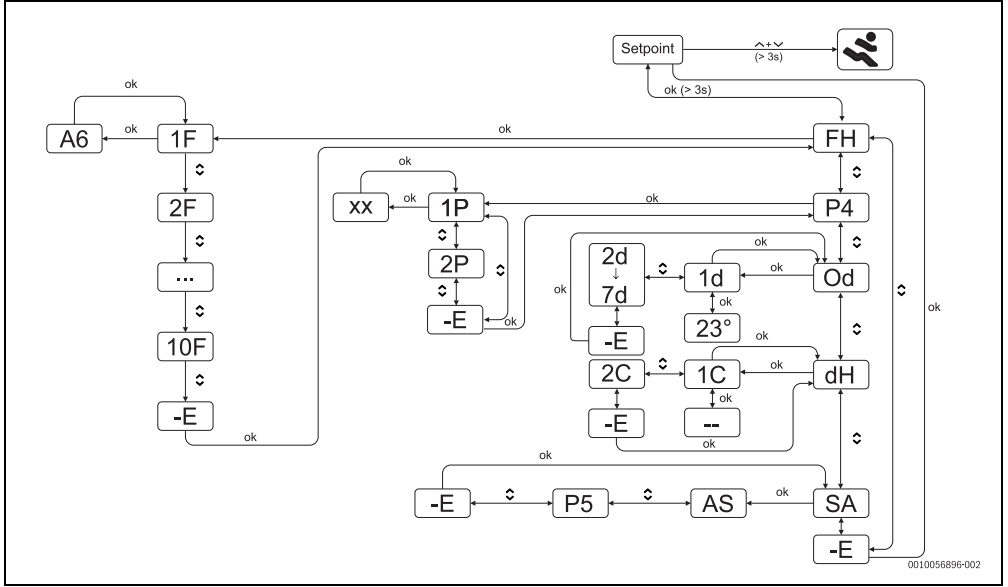 Setpoint
(> 3s)
ok (> 3s)
ok
A6
ok
1F
ok
FH
ok
2F
xx
ok
1P
ok
P4
...
2P
-E
ok
2d
7d
1d
ok
ok
Od
ok
ok
23°
-E
ok
10F
2C
1C
ok
ok
dH
ok
--
-E
ok
-E
ok
ok
-E
P5
AS
ok
SA
-E
0010056896-002